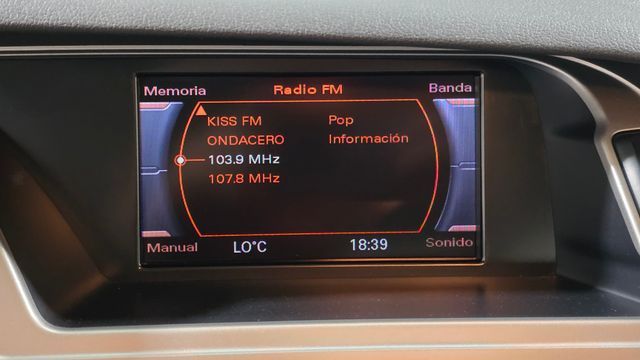 Memoria Radio FM Banda
KISS FM Pop
ONDACERO Información
103.9 MHz
107.8 MHz
Manual LO°C 18:39 Sonido